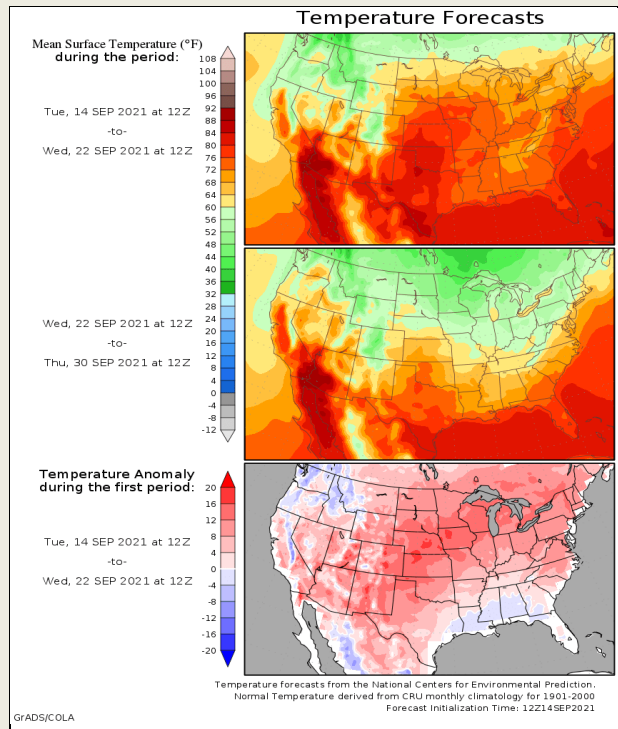 Temperature Forecasts
Mean Surface Temperature (°F)
during the period:
108
104
100
96
92
88
84
80
76
72
68
64
60
56
52
48
44
40
36
32
28
24
20
16
12
8
4
0
-4
-8
-12
Tue, 14 SEP 2021 at 12Z
-to-
Wed, 22 SEP 2021 at 12Z
Wed, 22 SEP 2021 at 12Z
-to-
Thu, 30 SEP 2021 at 12Z
Temperature Anomaly
during the first period:
20
16
12
8
4
0
-4
-8
-12
-16
-20
Tue, 14 SEP 2021 at 12Z
-to-
Wed, 22 SEP 2021 at 12Z
Temperature forecasts from the National Centers for Environmental Prediction.
Normal Temperature derived from CRU monthly climatology for 1901-2000
Forecast Initialization Time: 12Z14SEP2021
GrADS/COLA